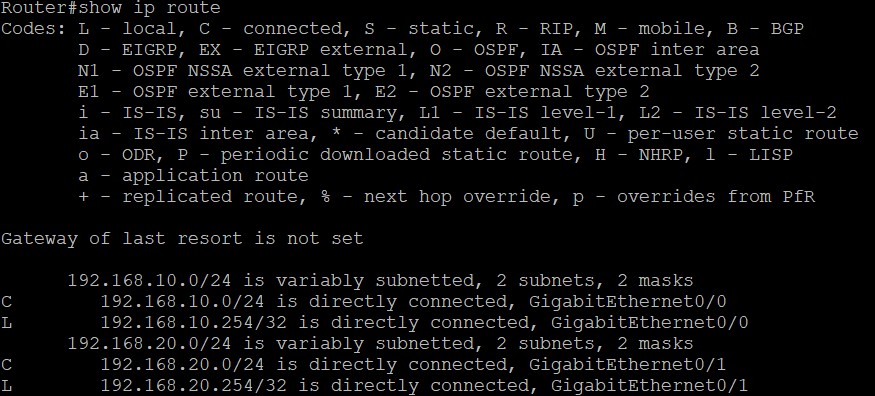 Router#show ip route
Codes: L - local, C - connected, S - static, R - RIP, M - mobile, B - BGP
       D - EIGRP, EX - EIGRP external, O - OSPF, IA - OSPF inter area
       N1 - OSPF NSSA external type 1, N2 - OSPF NSSA external type 2
       E1 - OSPF external type 1, E2 - OSPF external type 2
       i - IS-IS, su - IS-IS summary, L1 - IS-IS level-1, L2 - IS-IS level-2
       ia - IS-IS inter area, * - candidate default, U - per-user static route
       o - ODR, P - periodic downloaded static route, H - NHRP, l - LISP
       a - application route
       + - replicated route, % - next hop override, p - overrides from PfR
Gateway of last resort is not set
      192.168.10.0/24 is variably subnetted, 2 subnets, 2 masks
C        192.168.10.0/24 is directly connected, GigabitEthernet0/0
L        192.168.10.254/32 is directly connected, GigabitEthernet0/0
      192.168.20.0/24 is variably subnetted, 2 subnets, 2 masks
C        192.168.20.0/24 is directly connected, GigabitEthernet0/1
L        192.168.20.254/32 is directly connected, GigabitEthernet0/1